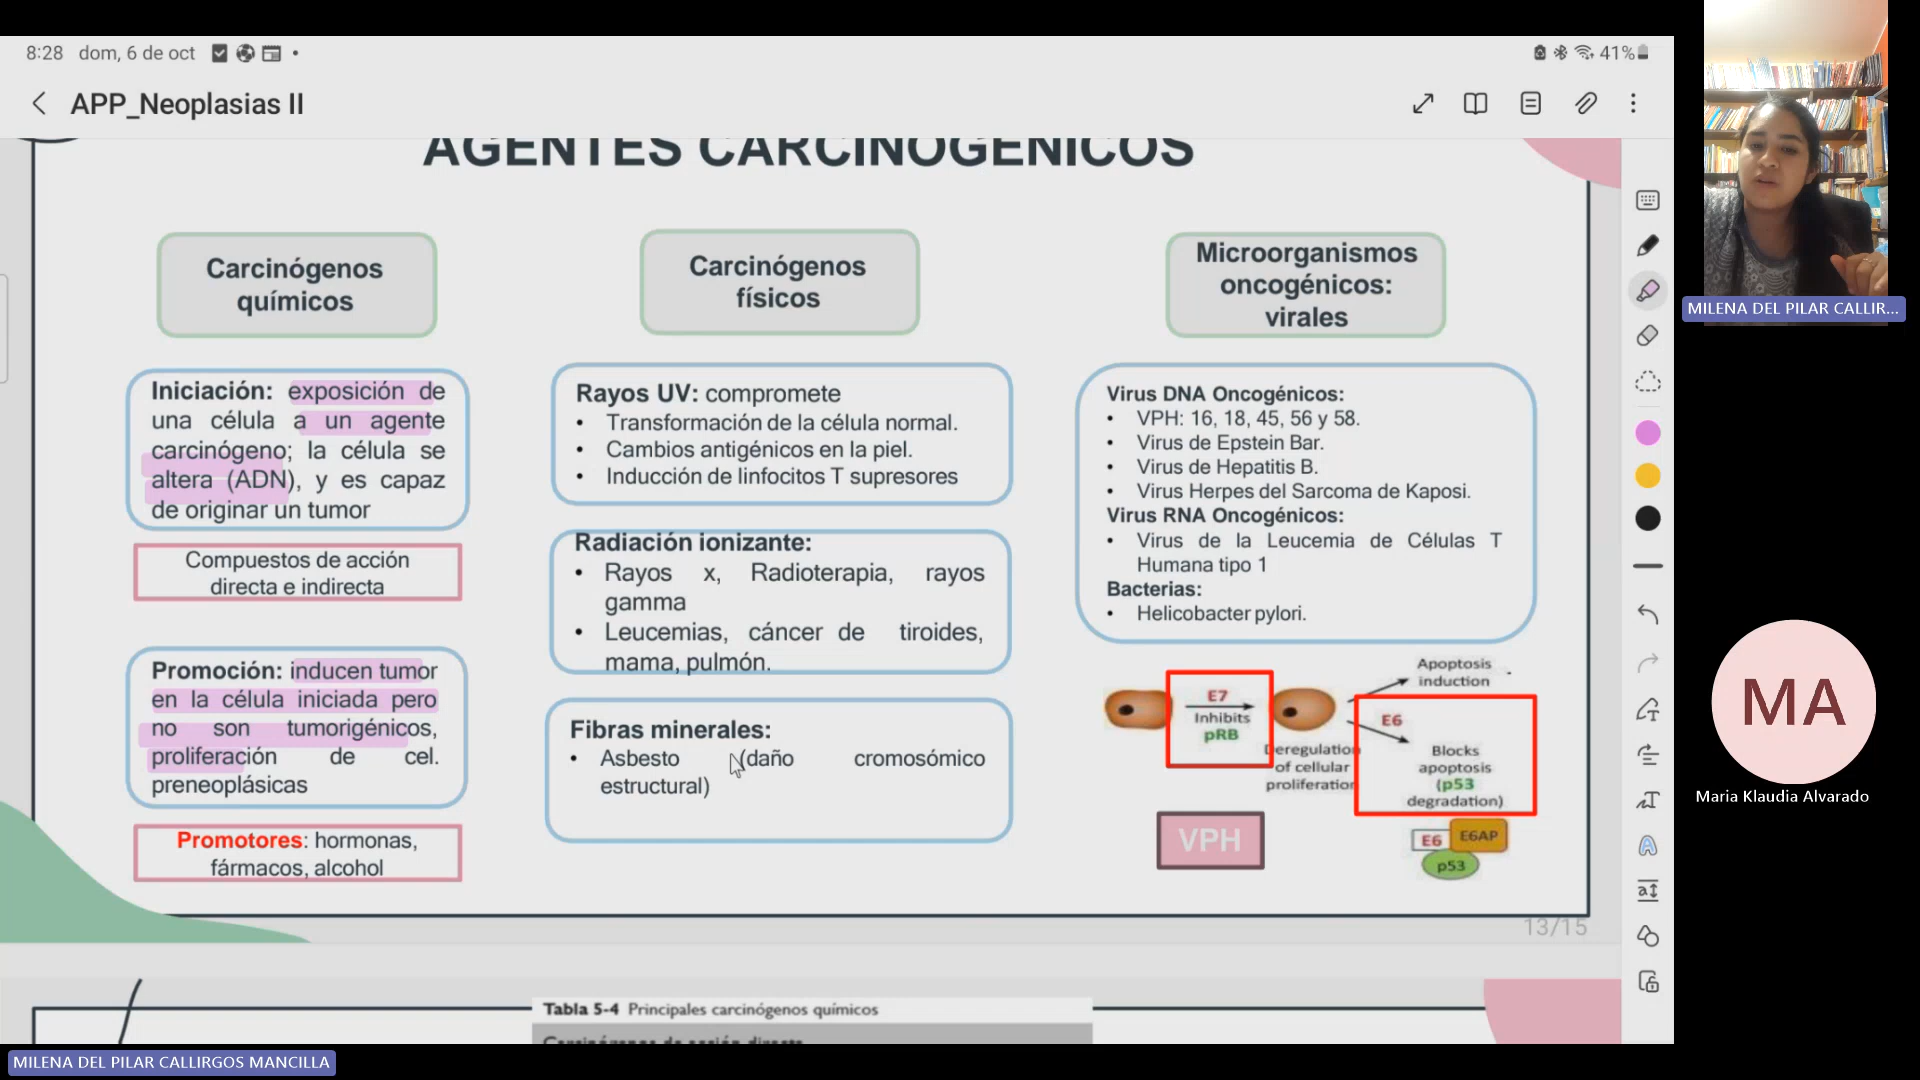 8:28 dom, 6 de oct
41%
APP_Neoplasias II
AGENTES CARCINOGÉNICOS
Carcinógenos
químicos
Iniciación: exposición de
una célula a un agente
carcinógeno; la célula se
altera (ADN), y es capaz
de originar un tumor
Compuestos de acción
directa e indirecta
Promoción: inducen tumor
en la célula iniciada pero
no son tumorigénicos,
proliferación de cel.
preneoplásicas
Promotores: hormonas,
fármacos, alcohol
Carcinógenos
físicos
Rayos UV: compromete
• Transformación de la célula normal.
• Cambios antigénicos en la piel.
• Inducción de linfocitos T supresores
Radiación ionizante:
• Rayos x, Radioterapia, rayos
gamma
• Leucemias, cáncer de tiroides,
mama, pulmón.
Fibras minerales:
• Asbesto (daño cromosómico
estructural)
Microorganismos
oncogénicos:
virales
Virus DNA Oncogénicos:
• VPH: 16, 18, 45, 56 y 58.
• Virus de Epstein Bar.
• Virus de Hepatitis B.
• Virus Herpes del Sarcoma de Kaposi.
Virus RNA Oncogénicos:
• Virus de la Leucemia de Células T
Humana tipo 1
Bacterias:
• Helicobacter pylori.
E7
Inhibits
pRB
Deregulation
of cellular
proliferation
Apoptosis
induction
E6
Blocks
apoptosis
(p53
degradation)
VPH
E6
E6AP
p53
13/15
Tabla 5-4 Principales carcinógenos químicos
Carcinógenos de acción directa
MILENA DEL PILAR CALLIR...
MA
Maria Klaudia Alvarado
MILENA DEL PILAR CALLIRGOS MANCILLA